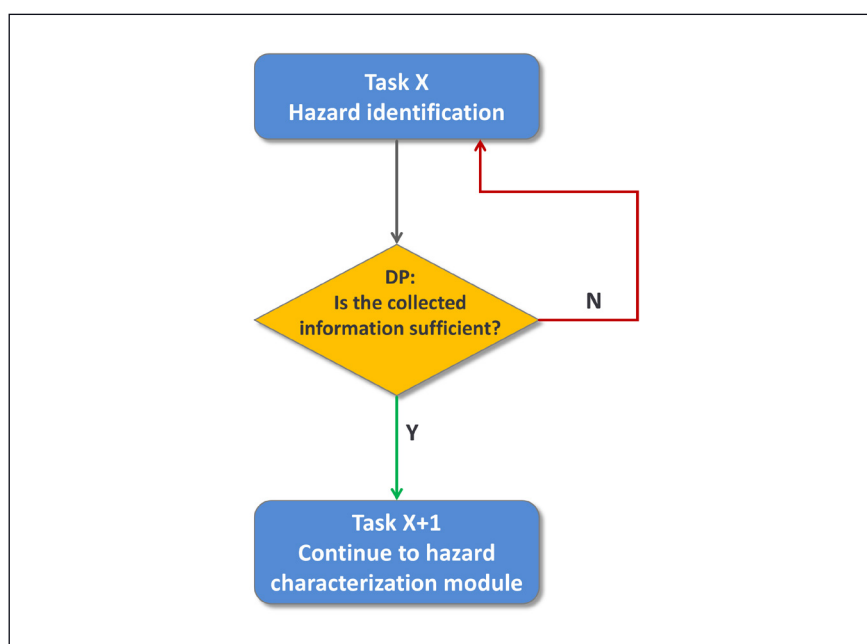 Task X
Hazard identification
DP:
Is the collected
information sufficient?
N
Y
Task X+1
Continue to hazard
characterization module